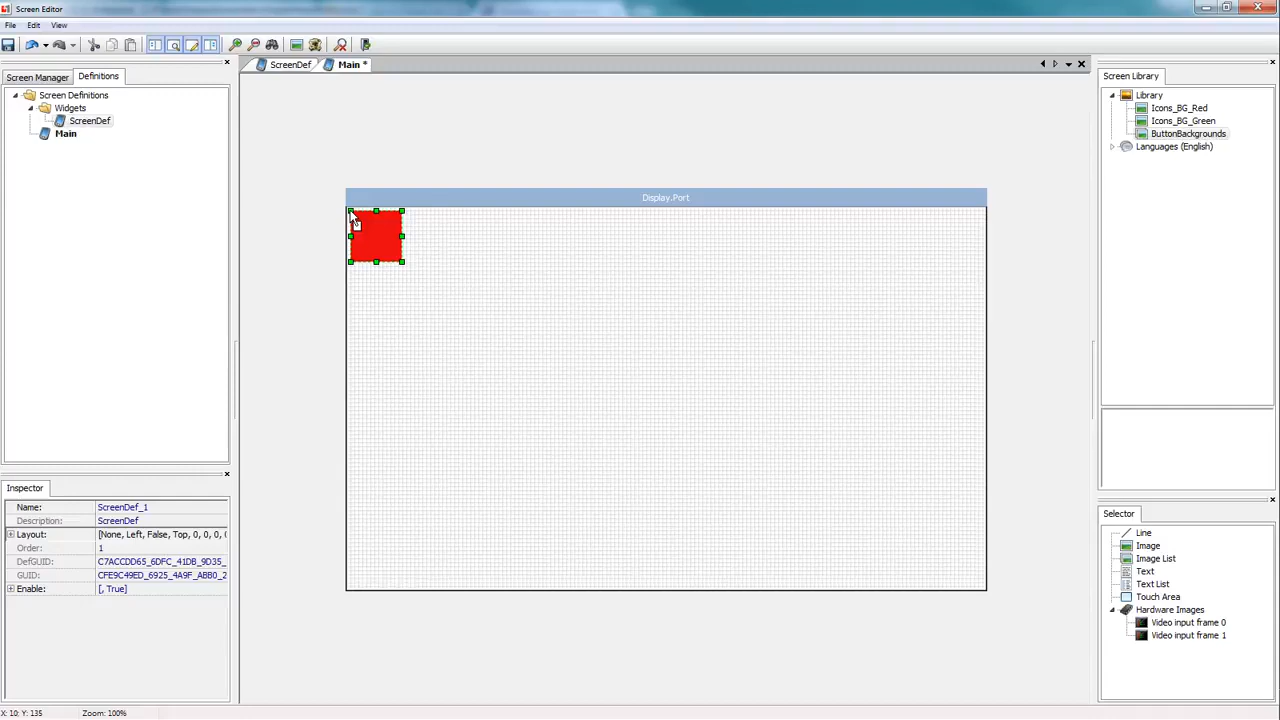 Screen Editor
File Edit View
Screen Manager Definitions
Screen Definitions
Widgets
ScreenDef
Main
ScreenDef Main *
Display.Port
Screen Library
Library
Icons_BG_Red
Icons_BG_Green
ButtonBackgrounds
Languages (English)
Inspector
Name: ScreenDef_1
Description: ScreenDef
Layout: [None, Left, False, Top, 0, 0, 0, (
Order: 1
DefGUID: C7ACCDD65_6DFC_41DB_9D35_
GUID: CFE9C49ED_6925_4A9F_ABB0_2
Enable: [, True]
Selector
Line
Image
Image List
Text
Text List
Touch Area
Hardware Images
Video input frame 0
Video input frame 1
X: 10; Y: 135 Zoom: 100%